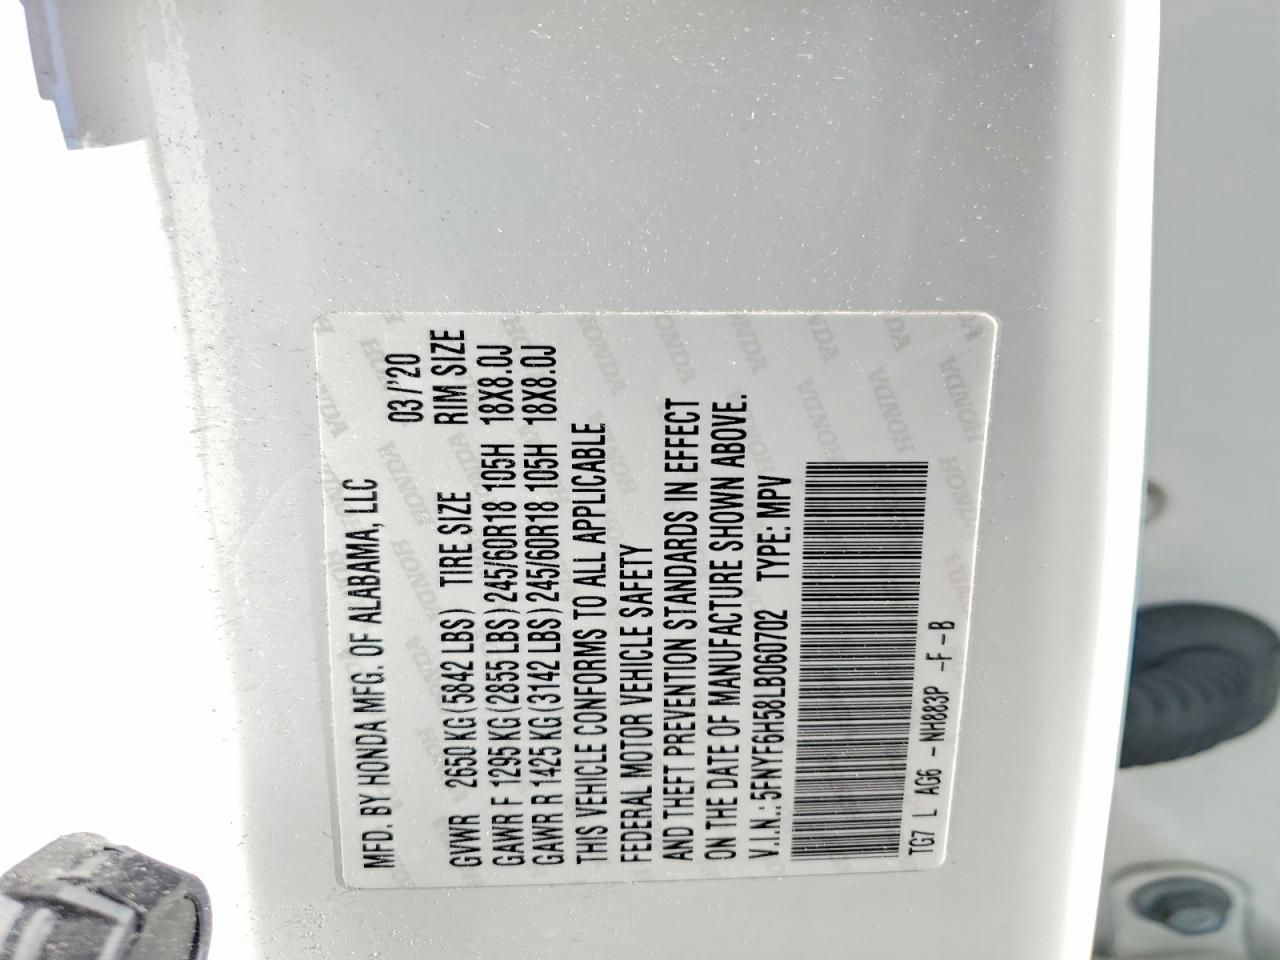 MFD. BY HONDA MFG. OF ALABAMA, LLC 03/'20
GVWR 2650 KG (5842 LBS) TIRE SIZE RIM SIZE
GAWR F 1295 KG (2855 LBS) 245/60R18 105H 18X8.0J
GAWR R 1425 KG (3142 LBS) 245/60R18 105H 18X8.0J
THIS VEHICLE CONFORMS TO ALL APPLICABLE
FEDERAL MOTOR VEHICLE SAFETY
AND THEFT PREVENTION STANDARDS IN EFFECT
ON THE DATE OF MANUFACTURE SHOWN ABOVE.
V.I.N.: 5FNYF6H58LB060702 TYPE: MPV
TG7 L AG6 -NH883P -F -B